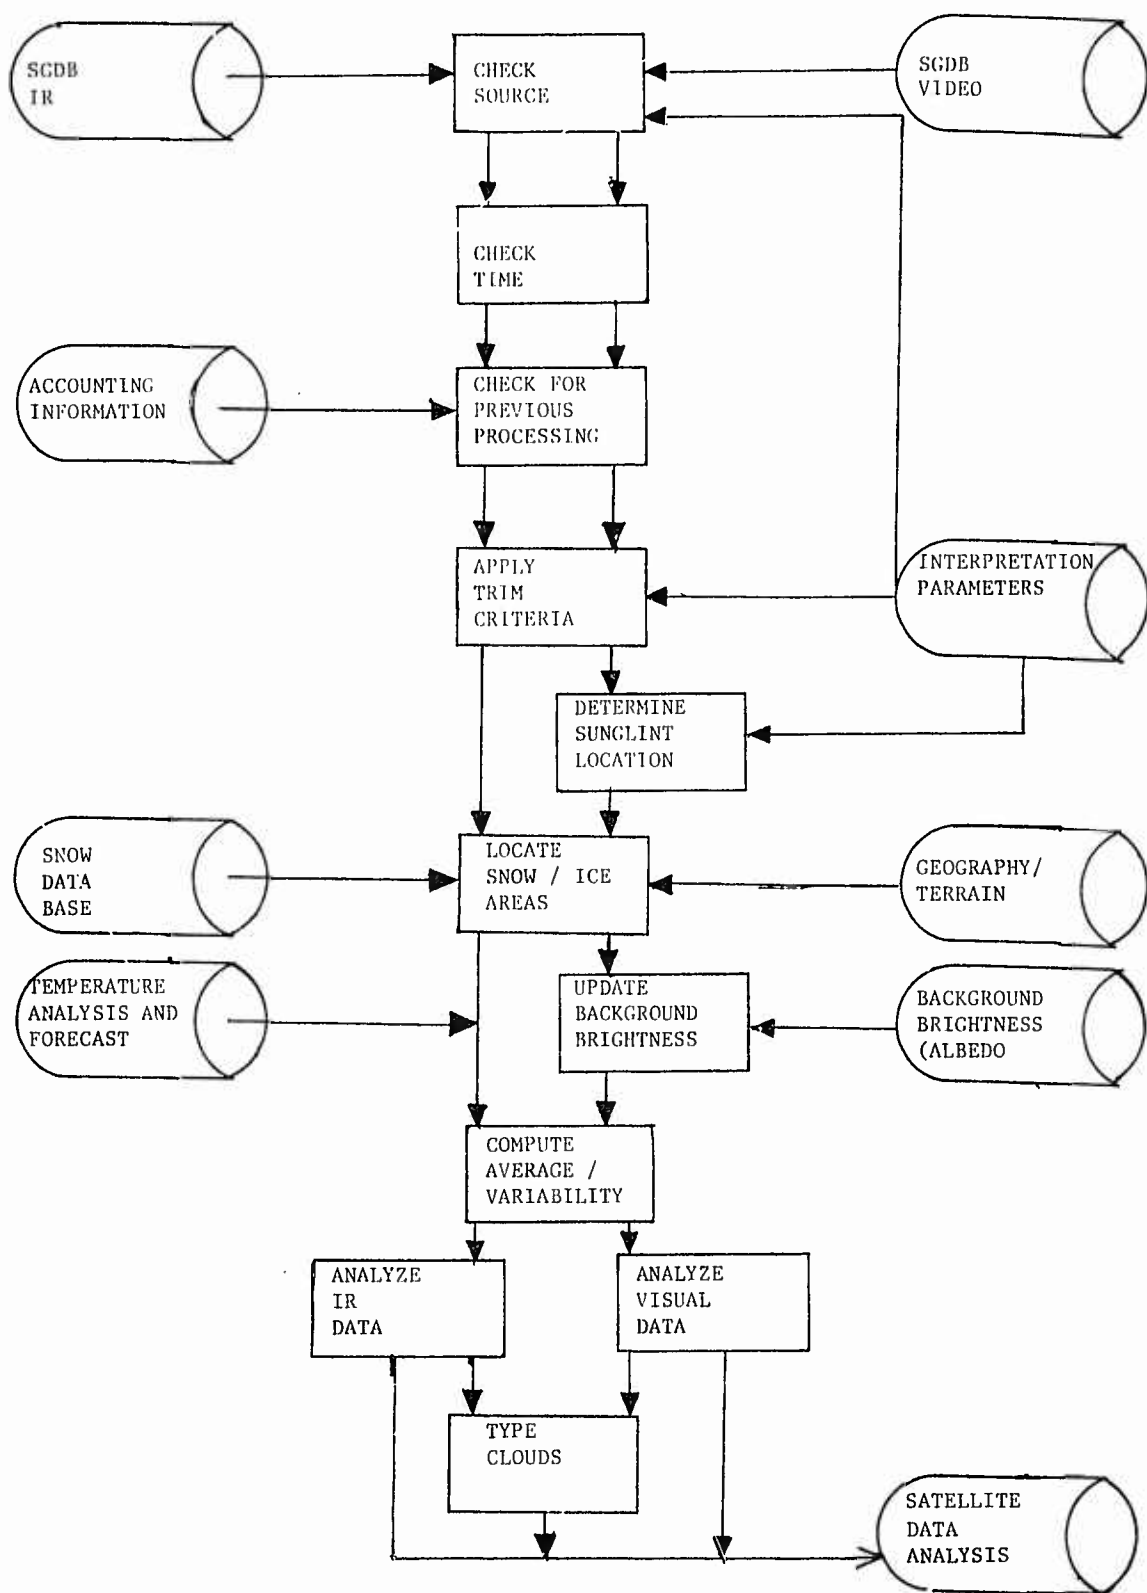 SGDB
IR
CHECK
SOURCE
SGDB
VIDEO
CHECK
TIME
ACCOUNTING
INFORMATION
CHECK FOR
PREVIOUS
PROCESSING
APPLY
TRIM
CRITERIA
INTERPRETATION
PARAMETERS
DETERMINE
SUNGLINT
LOCATION
SNOW
DATA
BASE
LOCATE
SNOW / ICE
AREAS
GEOGRAPHY/
TERRAIN
TEMPERATURE
ANALYSIS AND
FORECAST
UPDATE
BACKGROUND
BRIGHTNESS
BACKGROUND
BRIGHTNESS
(ALBEDO
COMPUTE
AVERAGE /
VARIABILITY
ANALYZE
IR
DATA
ANALYZE
VISUAL
DATA
TYPE
CLOUDS
SATELLITE
DATA
ANALYSIS